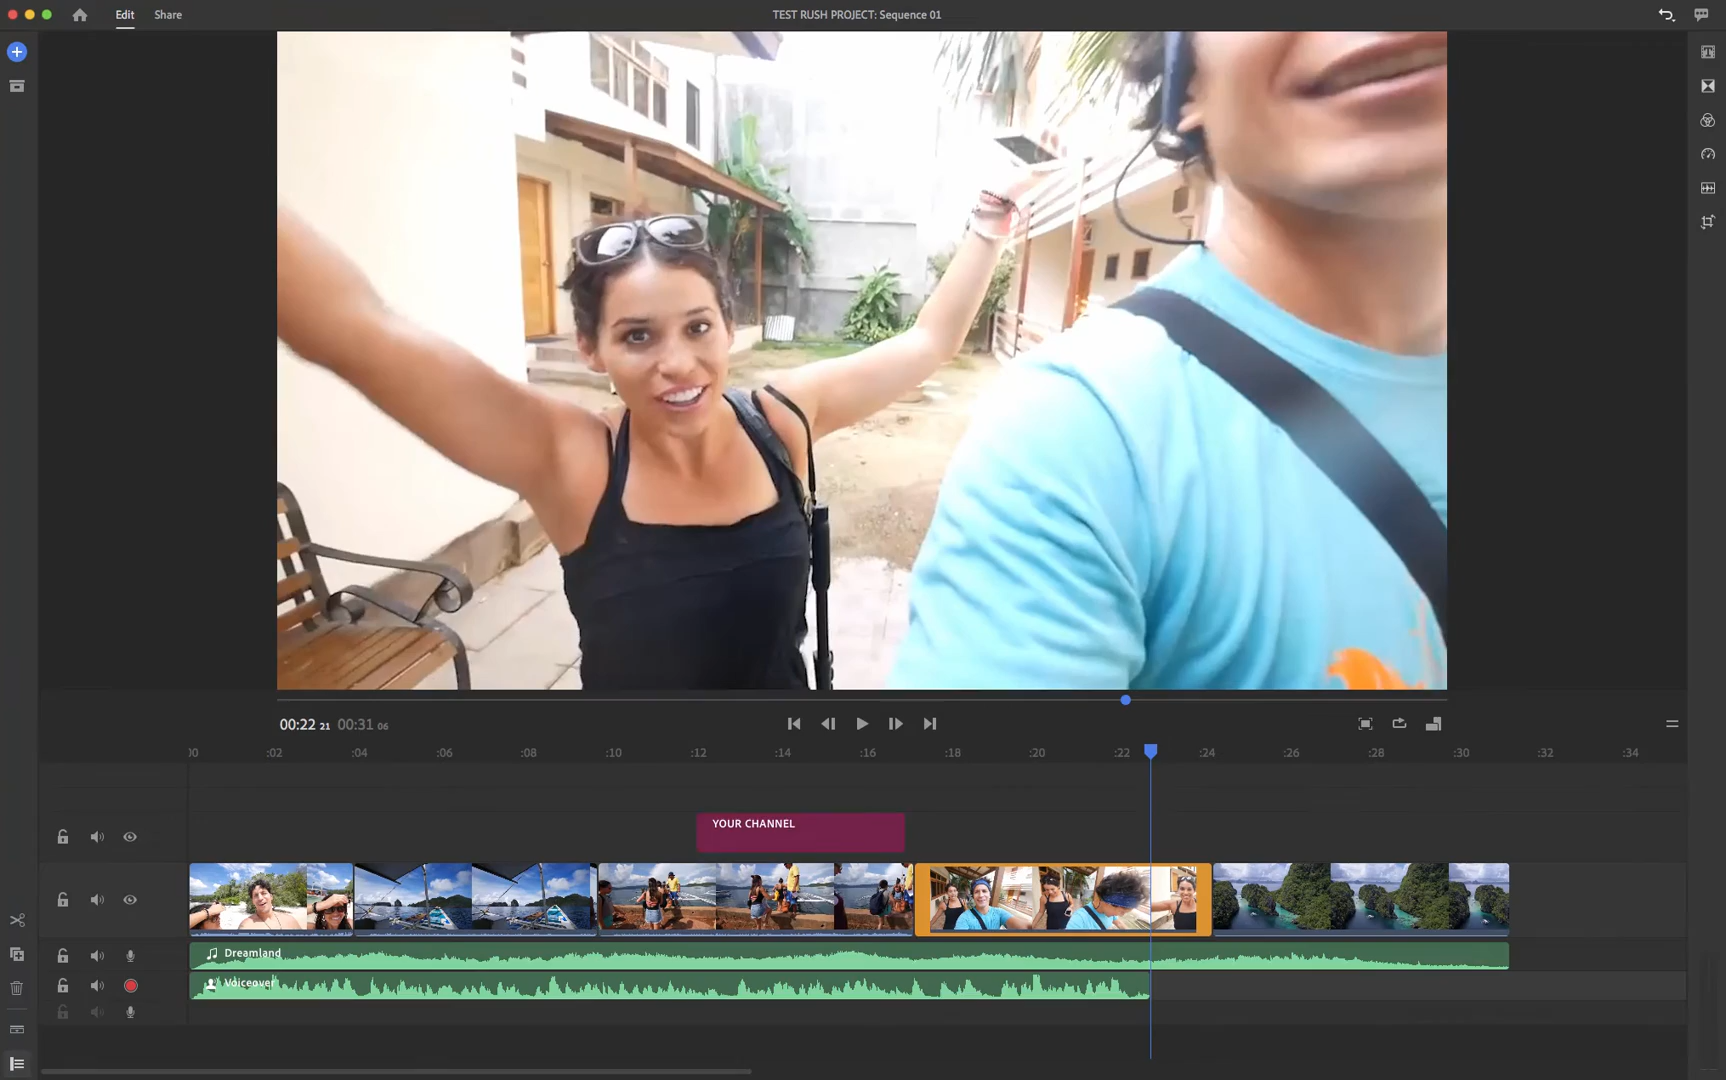 Edit Share TEST RUSH PROJECT: Sequence 01
00:22 21 00:31 06
:00 :02 :04 :06 :08 :10 :12 :14 :16 :18 :20 :22 :24 :26 :28 :30 :32 :34
YOUR CHANNEL
Dreamland
Voiceover